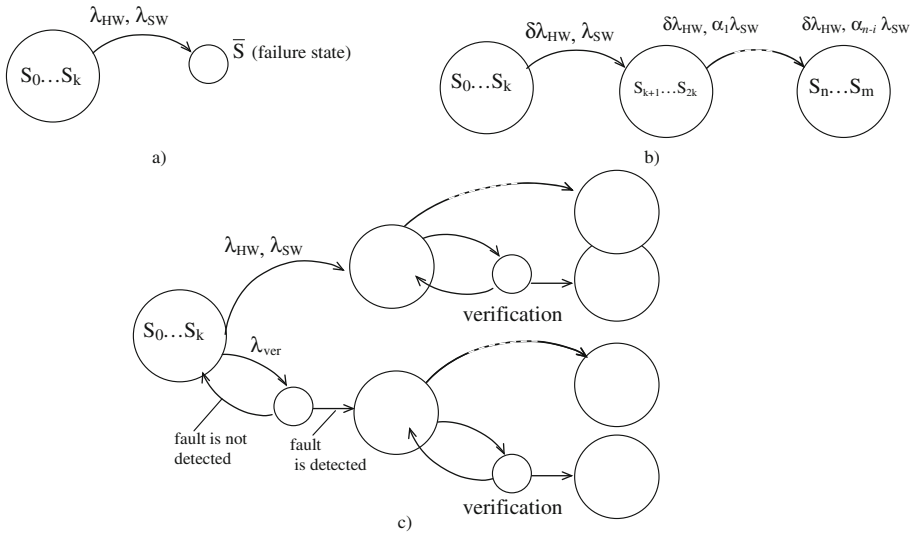 λHW, λSW
S0…Sk
S̅ (failure state)
a)
δλHW, λSW
δλHW, α1λSW
δλHW, αn-i λSW
S0…Sk
Sk+1…S2k
Sn…Sm
b)
λHW, λSW
verification
S0…Sk
λver
fault is not
detected
fault
is detected
verification
c)